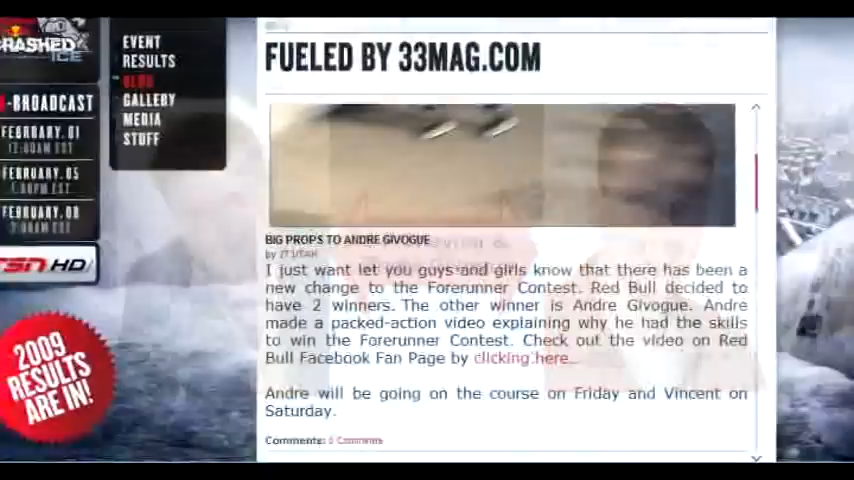 CRASHED
ICE
EVENT
RESULTS
BLOG
GALLERY
MEDIA
STUFF
-BROADCAST
FEBRUARY.01
12:00AM EST
FEBRUARY.05
FEBRUARY.08
TSN HD
2009
RESULTS
ARE IN!
FUELED BY 33MAG.COM
BIG PROPS TO ANDRE GIVOGUE
I just want let you guys and girls know that there has been a
new change to the Forerunner Contest. Red Bull decided to
have 2 winners. The other winner is Andre Givogue. Andre
made a packed-action video explaining why he had the skills
to win the Forerunner Contest. Check out the video on Red
Bull Facebook Fan Page by clicking here.
Andre will be going on the course on Friday and Vincent on
Saturday.
Comments: 0 Comments